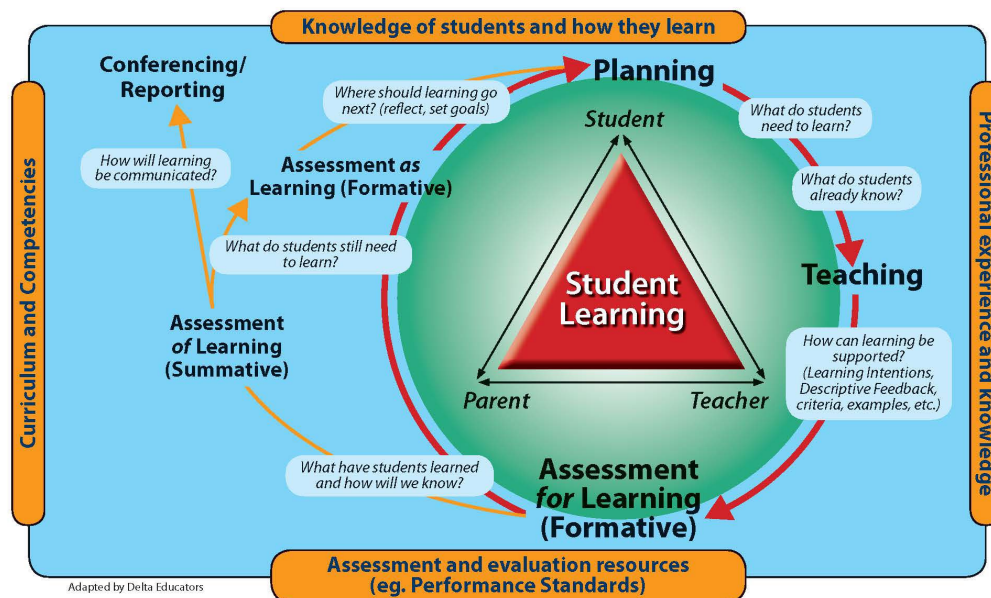 Knowledge of students and how they learn
Conferencing/
Reporting
Planning
Where should learning go
next? (reflect, set goals)
What do students
need to learn?
Student
How will learning
be communicated?
Assessment as
Learning (Formative)
What do students
already know?
What do students still need
to learn?
Teaching
Student
Learning
Assessment
of Learning
(Summative)
How can learning be
supported?
(Learning Intentions,
Descriptive Feedback,
criteria, examples, etc.)
Parent
Teacher
What have students learned
and how will we know?
Assessment
for Learning
(Formative)
Curriculum and Competencies
Professional experience and Knowledge
Assessment and evaluation resources
(eg. Performance Standards)
Adapted by Delta Educators